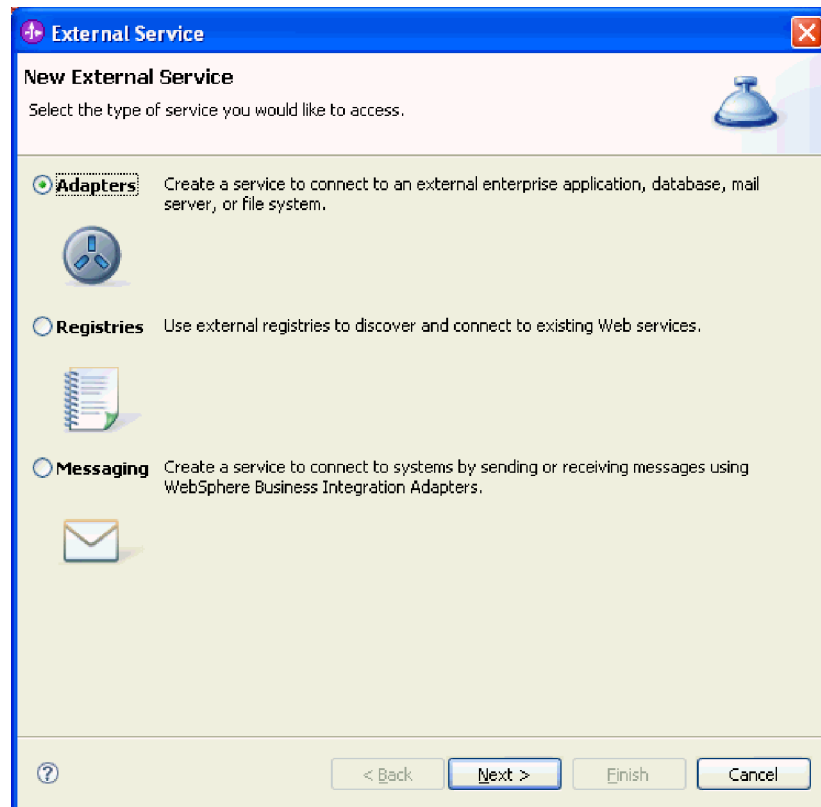 External Service
New External Service
Select the type of service you would like to access.
Adapters Create a service to connect to an external enterprise application, database, mail
server, or file system.
Registries Use external registries to discover and connect to existing Web services.
Messaging Create a service to connect to systems by sending or receiving messages using
WebSphere Business Integration Adapters.
? < Back Next > Finish Cancel